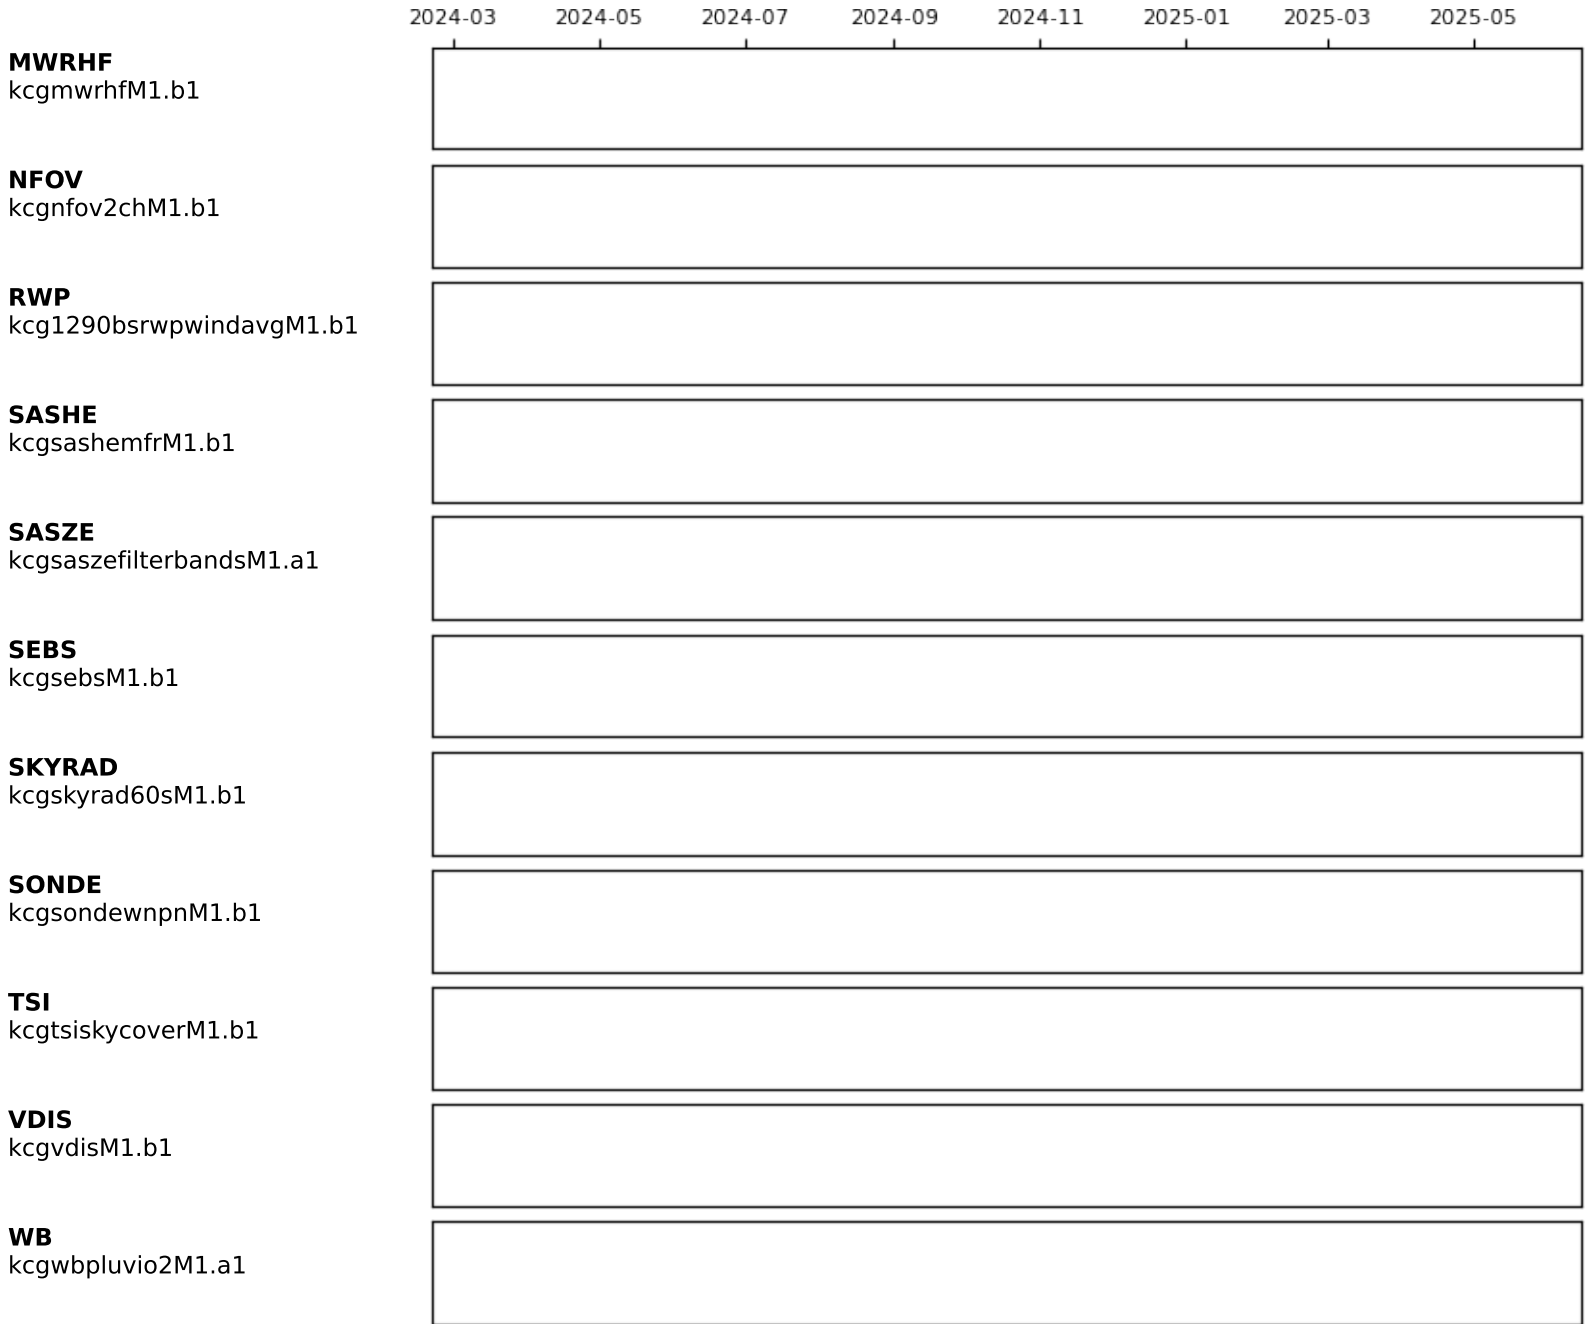 2024-03 2024-05 2024-07 2024-09 2024-11 2025-01 2025-03 2025-05
MWRHF
kcgmwrhfM1.b1
NFOV
kcgnfov2chM1.b1
RWP
kcg1290bsrwpwindavgM1.b1
SASHE
kcgsashemfrM1.b1
SASZE
kcgsaszefilterbandsM1.a1
SEBS
kcgsebsM1.b1
SKYRAD
kcgskyrad60sM1.b1
SONDE
kcgsondewnpnM1.b1
TSI
kcgtsiskycoverM1.b1
VDIS
kcgvdisM1.b1
WB
kcgwbpluvio2M1.a1